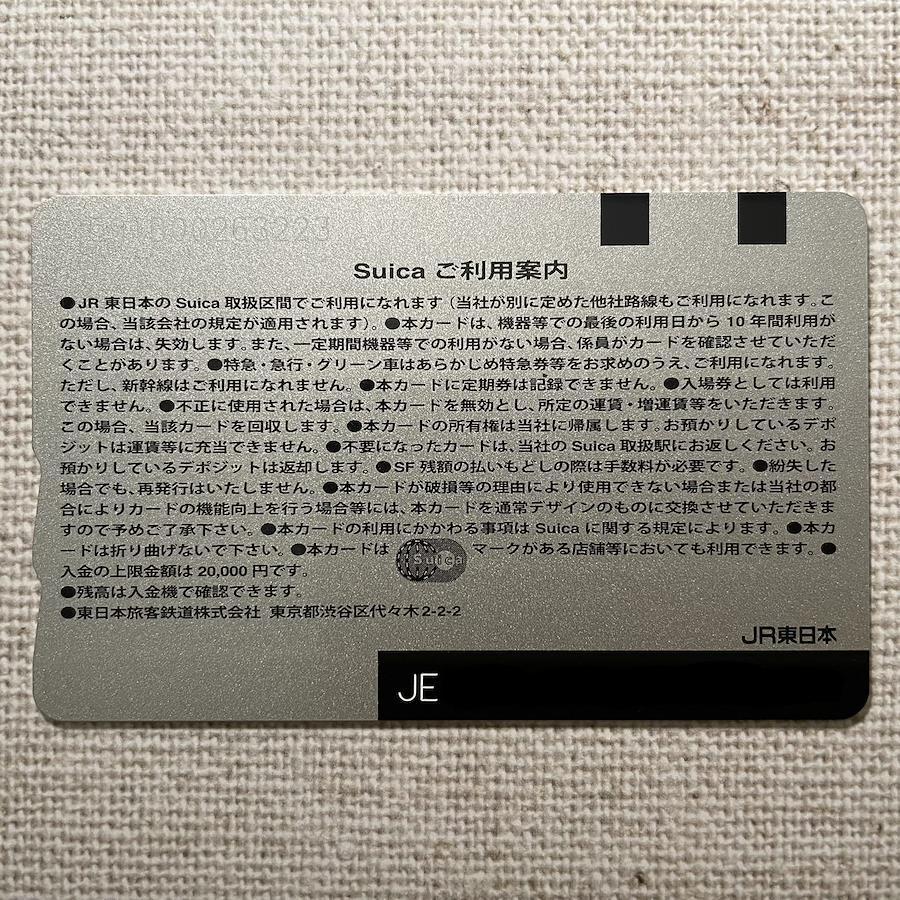 Suica ご利用案内
●JR 東日本の Suica 取扱区間でご利用になれます（当社が別に定めた他社路線もご利用になれます。こ
の場合、当該会社の規定が適用されます）。●本カードは、機器等での最後の利用日から 10 年間利用が
ない場合は、失効します。また、一定期間機器等での利用がない場合、係員がカードを確認させていただ
くことがあります。●特急・急行・グリーン車はあらかじめ特急券等をお求めのうえ、ご利用になれます。
ただし、新幹線はご利用になれません。●本カードに定期券は記録できません。●入場券としては利用
できません。●不正に使用された場合は、本カードを無効とし、所定の運賃・増運賃等をいただきます。
この場合、当該カードを回収します。●本カードの所有権は当社に帰属します。お預かりしているデポ
ジットは運賃等に充当できません。●不要になったカードは、当社の Suica 取扱駅にお返しください。お
預かりしているデポジットは返却します。●SF 残額の払いもどしの際は手数料が必要です。●紛失した
場合でも、再発行はいたしません。●本カードが破損等の理由により使用できない場合または当社の都
合によりカードの機能向上を行う場合等には、本カードを通常デザインのものに交換させていただきま
すので予めご了承下さい。●本カードの利用にかかわる事項は Suica に関する規定によります。●本カ
ードは折り曲げないで下さい。●本カードは Suica マークがある店舗等においても利用できます。●
入金の上限金額は 20,000 円です。
●残高は入金機で確認できます。
●東日本旅客鉄道株式会社 東京都渋谷区代々木2-2-2
JR東日本
JE